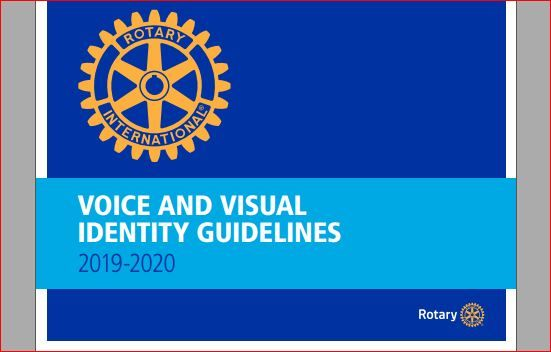 ROTARY
INTERNATIONAL®
VOICE AND VISUAL
IDENTITY GUIDELINES
2019-2020
Rotary